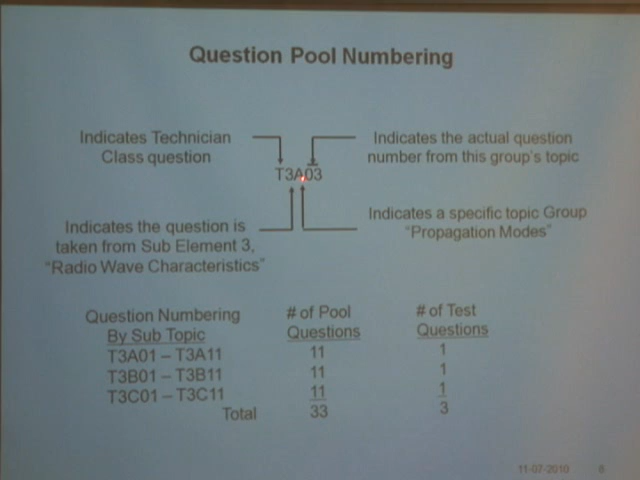 Question Pool Numbering
Indicates Technician
Class question
Indicates the actual question
number from this group's topic
T3A03
Indicates the question is
taken from Sub Element 3,
"Radio Wave Characteristics"
Indicates a specific topic Group
"Propagation Modes"
Question Numbering
By Sub Topic
# of Pool
Questions
# of Test
Questions
T3A01 – T3A11 11 1
T3B01 – T3B11 11 1
T3C01 – T3C11 11 1
Total 33 3
11-07-2010 6